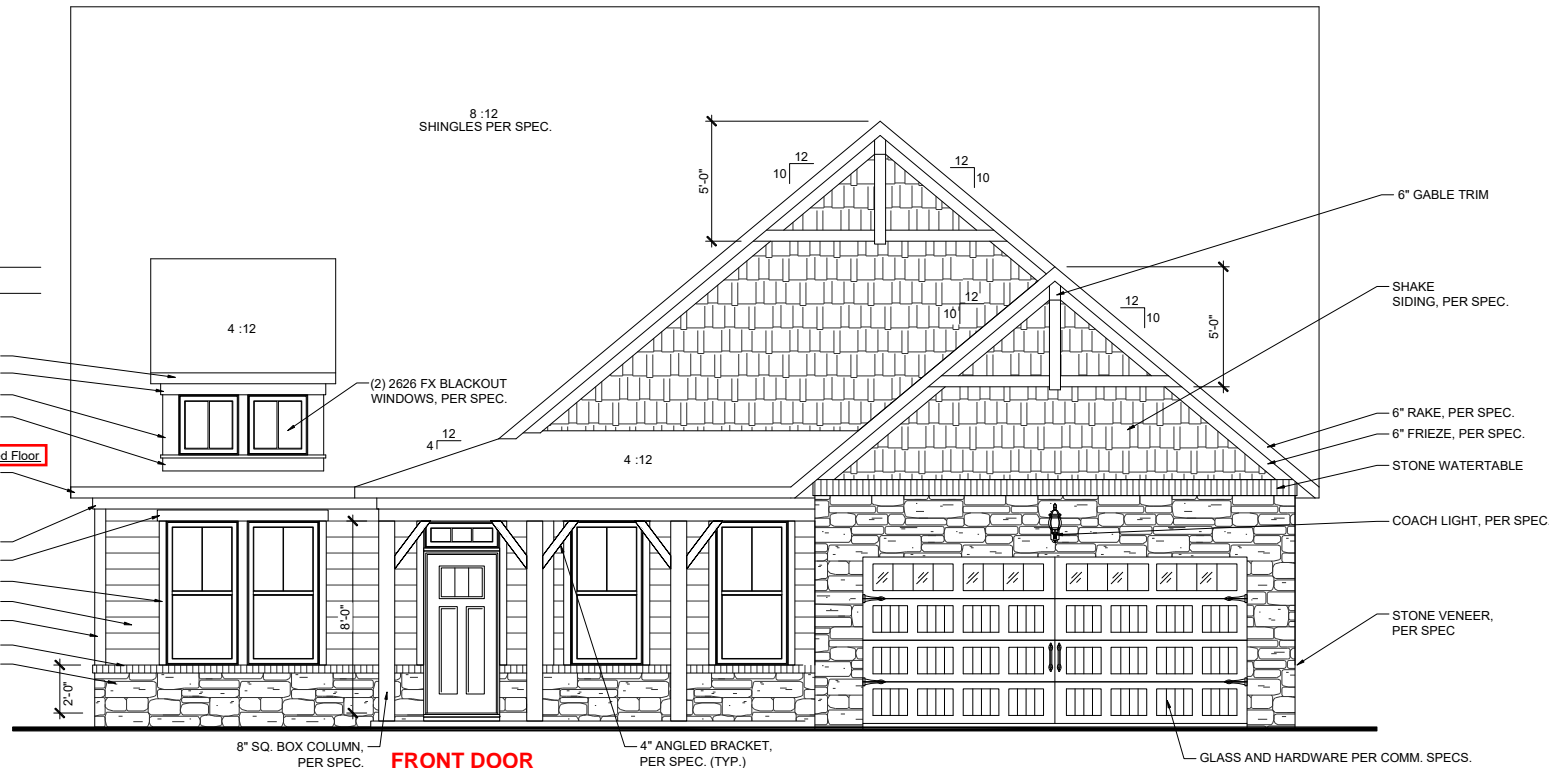 8 :12
SHINGLES PER SPEC.
5'-0"
12
10
12
10
6" GABLE TRIM
SHAKE
SIDING, PER SPEC.
12
10
12
10
5'-0"
4 :12
(2) 2626 FX BLACKOUT
WINDOWS, PER SPEC.
6" RAKE, PER SPEC.
6" FRIEZE, PER SPEC.
12
4
4 :12
d Floor
STONE WATERTABLE
COACH LIGHT, PER SPEC
8'-0"
STONE VENEER,
PER SPEC
2'-0"
8" SQ. BOX COLUMN,
PER SPEC.
FRONT DOOR
4" ANGLED BRACKET,
PER SPEC. (TYP.)
GLASS AND HARDWARE PER COMM. SPECS.